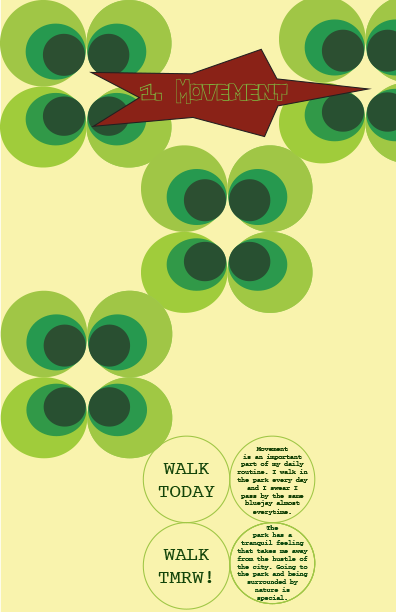 1. MOVEMENT
WALK
TODAY
Movement
is an important
part of my daily
routine. I walk in
the park every day
and I swear I
pass by the same
bluejay almost
everytime.
WALK
TMRW!
The
park has a
tranquil feeling
that takes me away
from the hustle of
the city. Going to
the park and being
surrounded by
nature is
special.